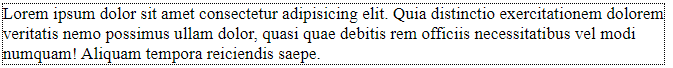 Lorem ipsum dolor sit amet consectetur adipisicing elit. Quia distinctio exercitationem dolorem
veritatis nemo possimus ullam dolor, quasi quae debitis rem officiis necessitatibus vel modi
numquam! Aliquam tempora reiciendis saepe.